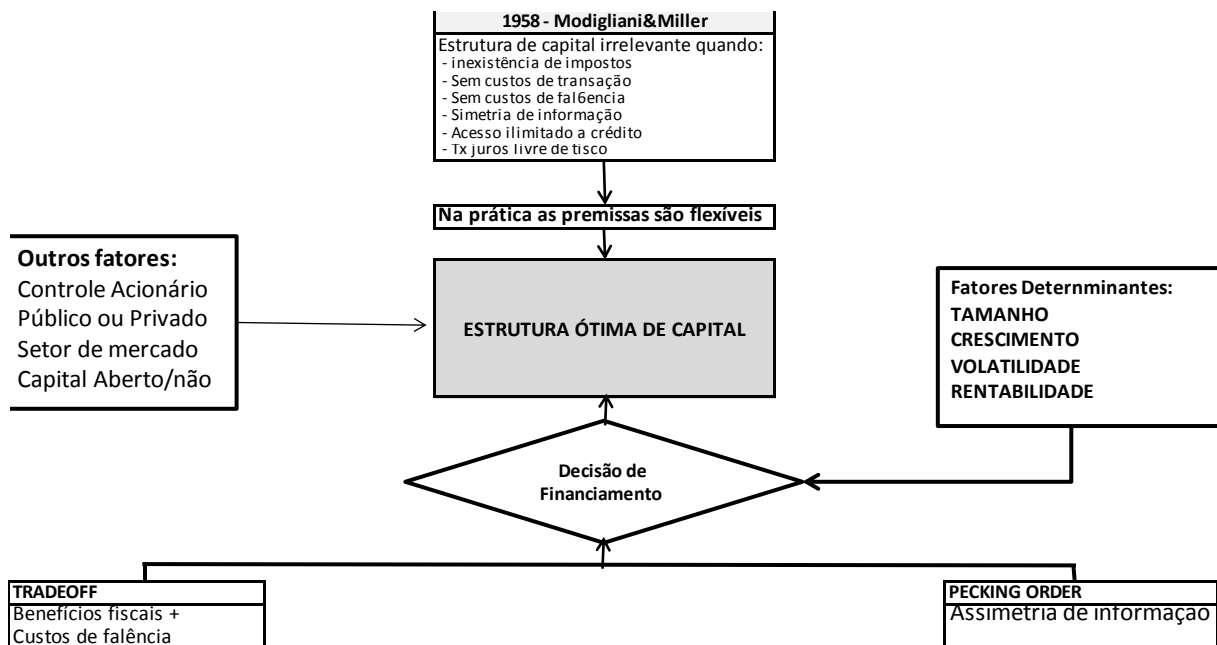 1958 - Modigliani&Miller
Estrutura de capital irrelevante quando:
- inexistência de impostos
- Sem custos de transação
- Sem custos de fal6encia
- Simetria de informação
- Acesso ilimitado a crédito
- Tx juros livre de tisco
Na prática as premissas são flexíveis
Outros fatores:
Controle Acionário
Público ou Privado
Setor de mercado
Capital Aberto/não
ESTRUTURA ÓTIMA DE CAPITAL
Fatores Deternminantes:
TAMANHO
CRESCIMENTO
VOLATILIDADE
RENTABILIDADE
Decisão de
Financiamento
TRADEOFF
Benefícios fiscais +
Custos de falência
PECKING ORDER
Assimetria de informação